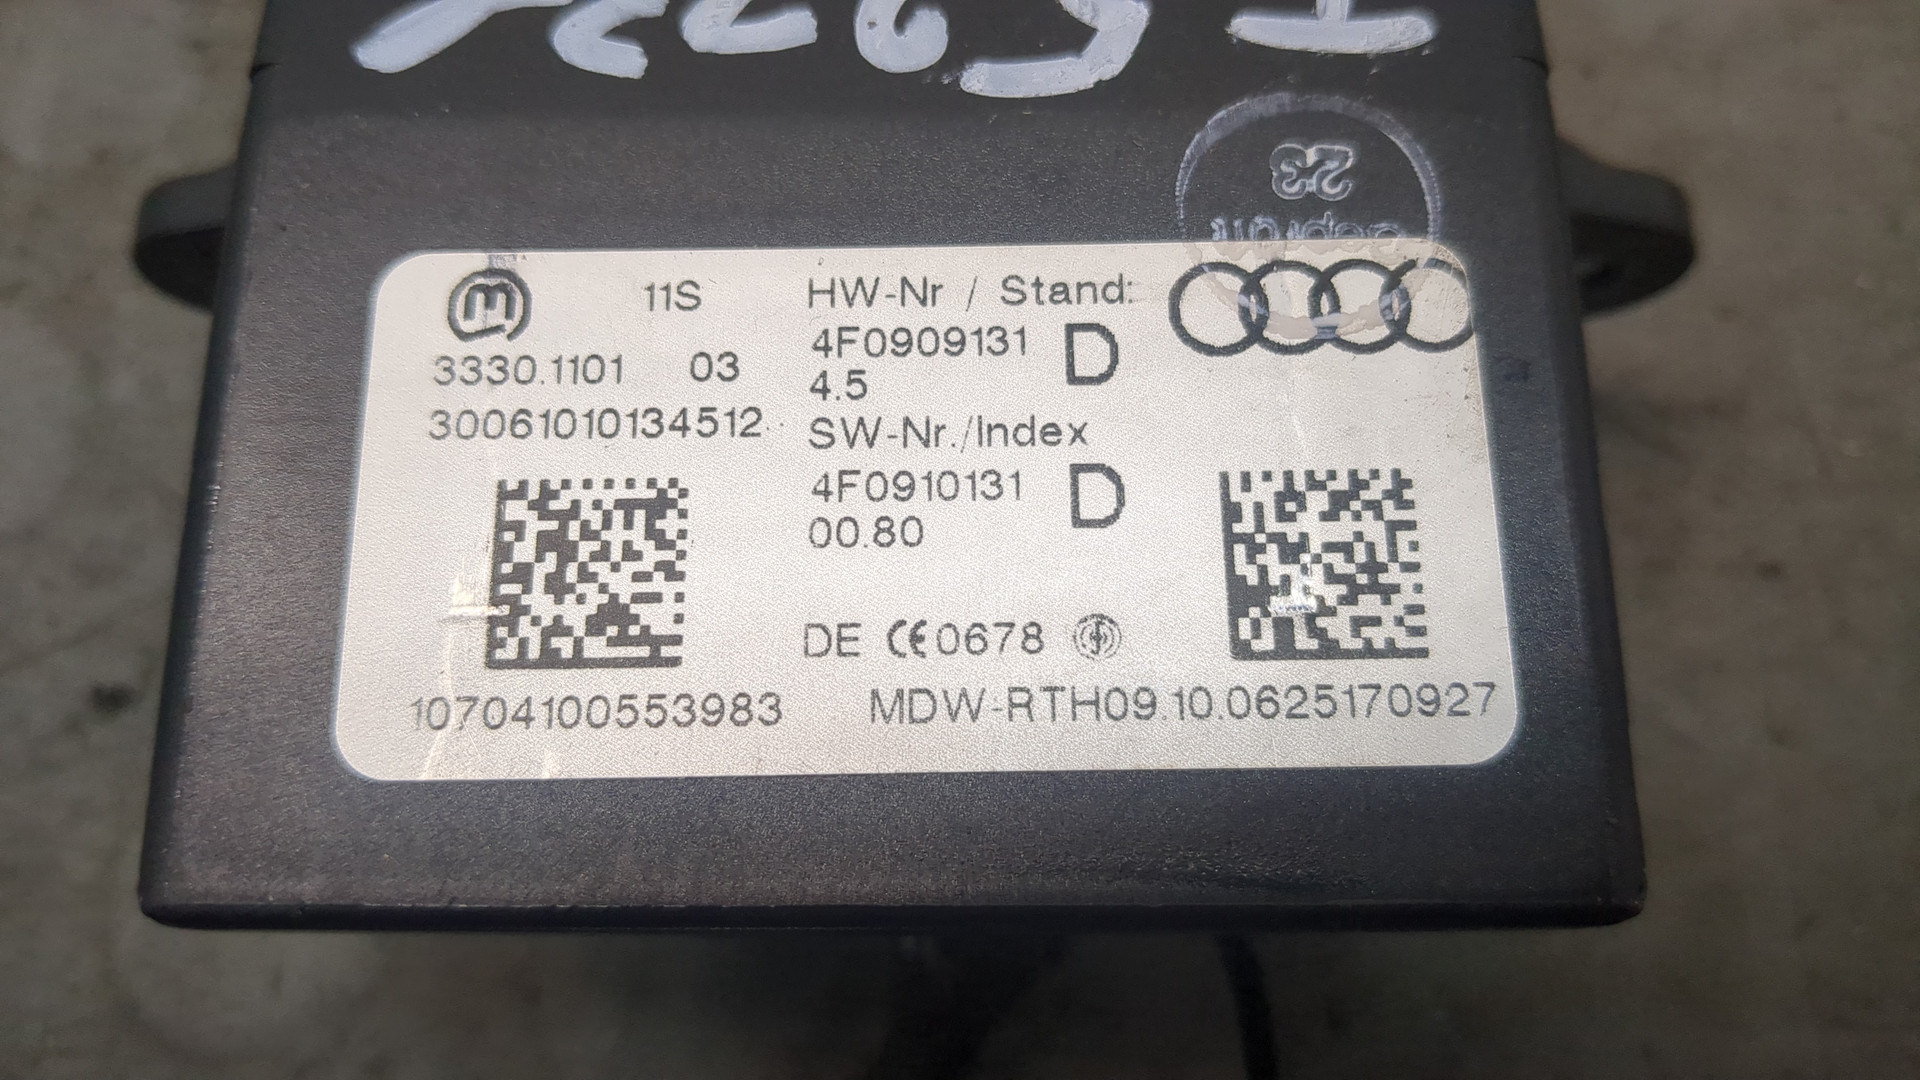 23
11S
3330.1101 03
30061010134512
HW-Nr / Stand:
4F0909131 D
4.5
SW-Nr./Index
4F0910131 D
00.80
DE CE0678
10704100553983
MDW-RTH09.10.0625170927